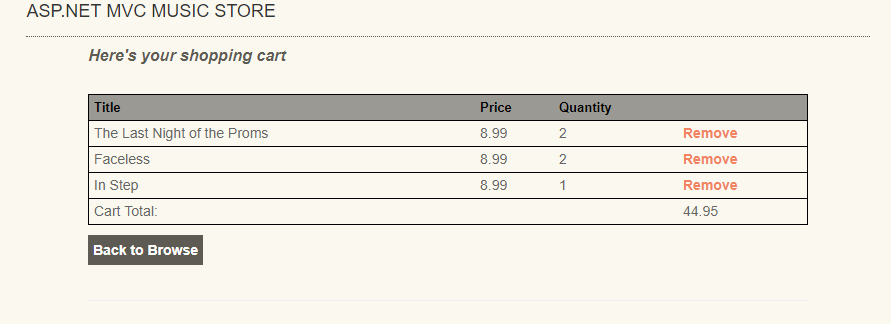 ASP.NET MVC MUSIC STORE
Here's your shopping cart
Title Price Quantity
The Last Night of the Proms 8.99 2 Remove
Faceless 8.99 2 Remove
In Step 8.99 1 Remove
Cart Total: 44.95
Back to Browse